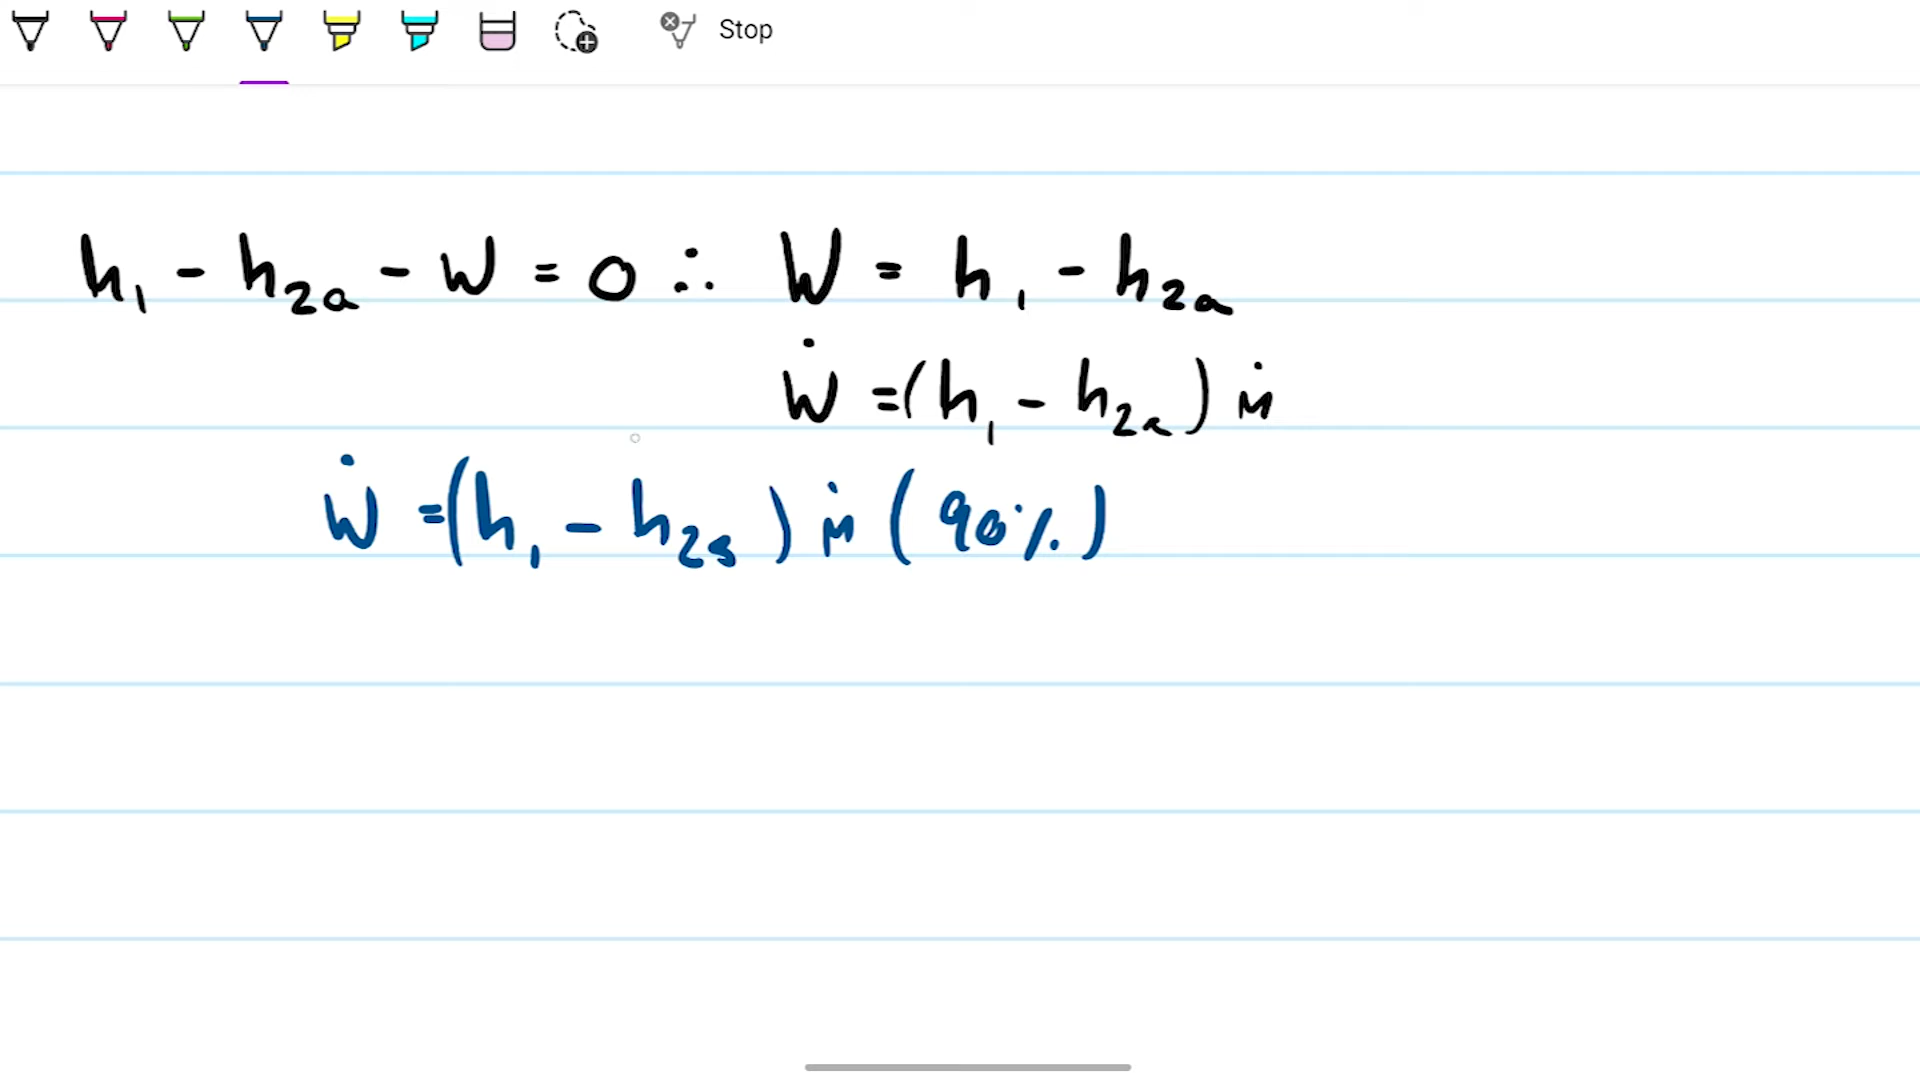 Stop
h₁ - h₂ₐ - W = 0 ∴ W = h₁ - h₂ₐ
Ẇ = (h₁ - h₂ₐ) ṁ
Ẇ = (h₁ - h₂ₛ) ṁ (90%)